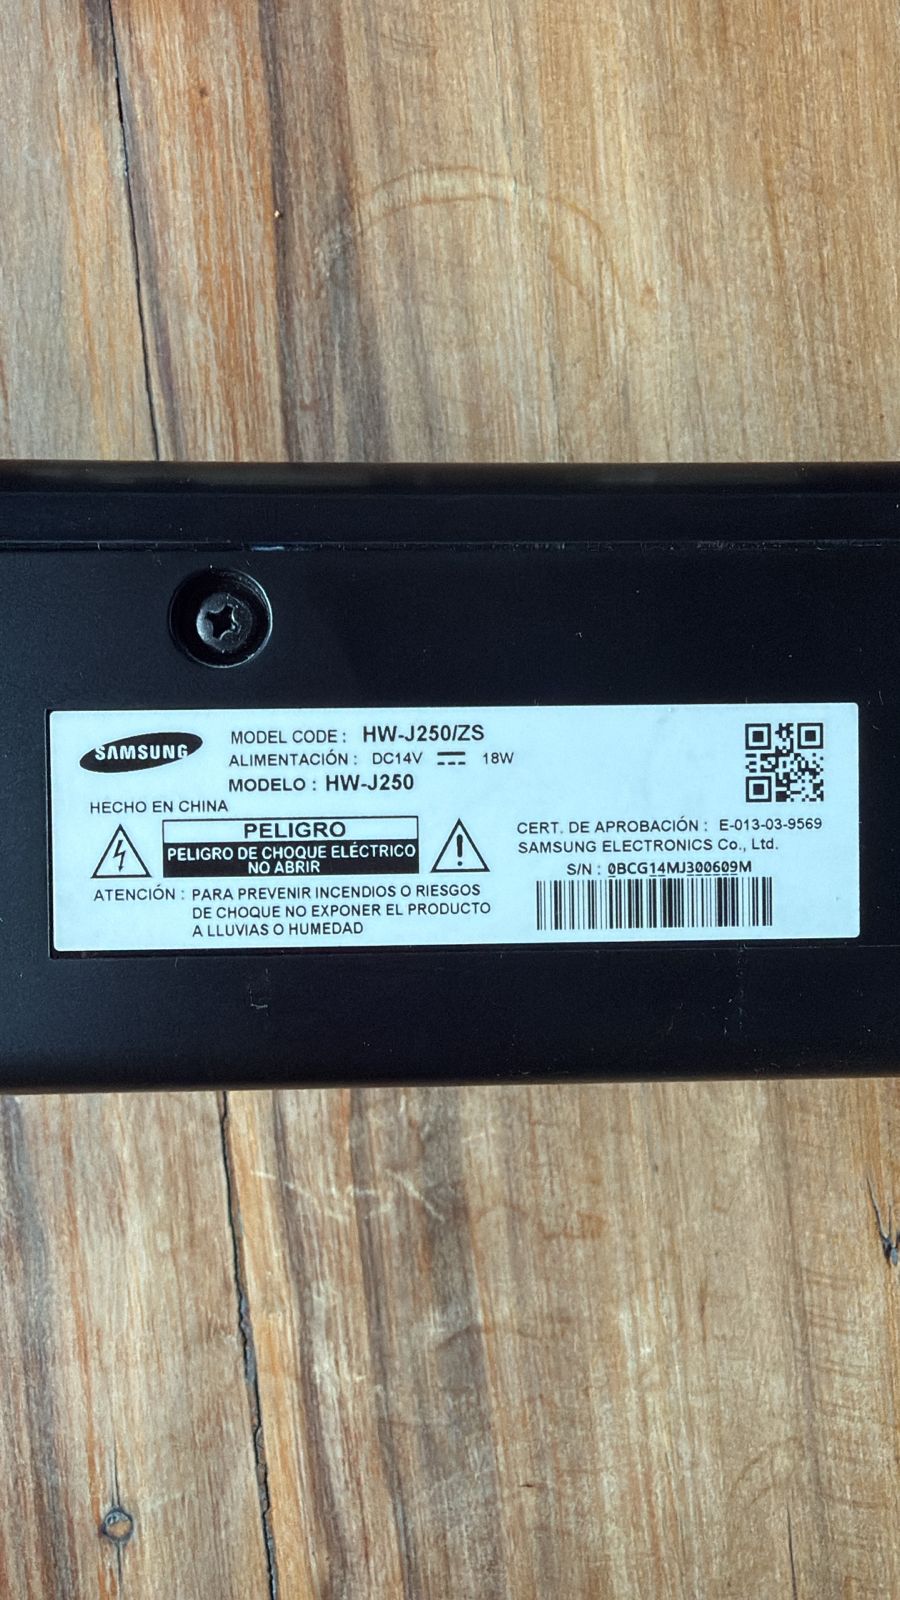 SAMSUNG
MODEL CODE : HW-J250/ZS
ALIMENTACIÓN : DC14V 18W
MODELO : HW-J250
HECHO EN CHINA
PELIGRO
PELIGRO DE CHOQUE ELÉCTRICO
NO ABRIR
ATENCIÓN : PARA PREVENIR INCENDIOS O RIESGOS
DE CHOQUE NO EXPONER EL PRODUCTO
A LLUVIAS O HUMEDAD
CERT. DE APROBACIÓN : E-013-03-9569
SAMSUNG ELECTRONICS Co., Ltd.
S/N : 0BCG14MJ300609M